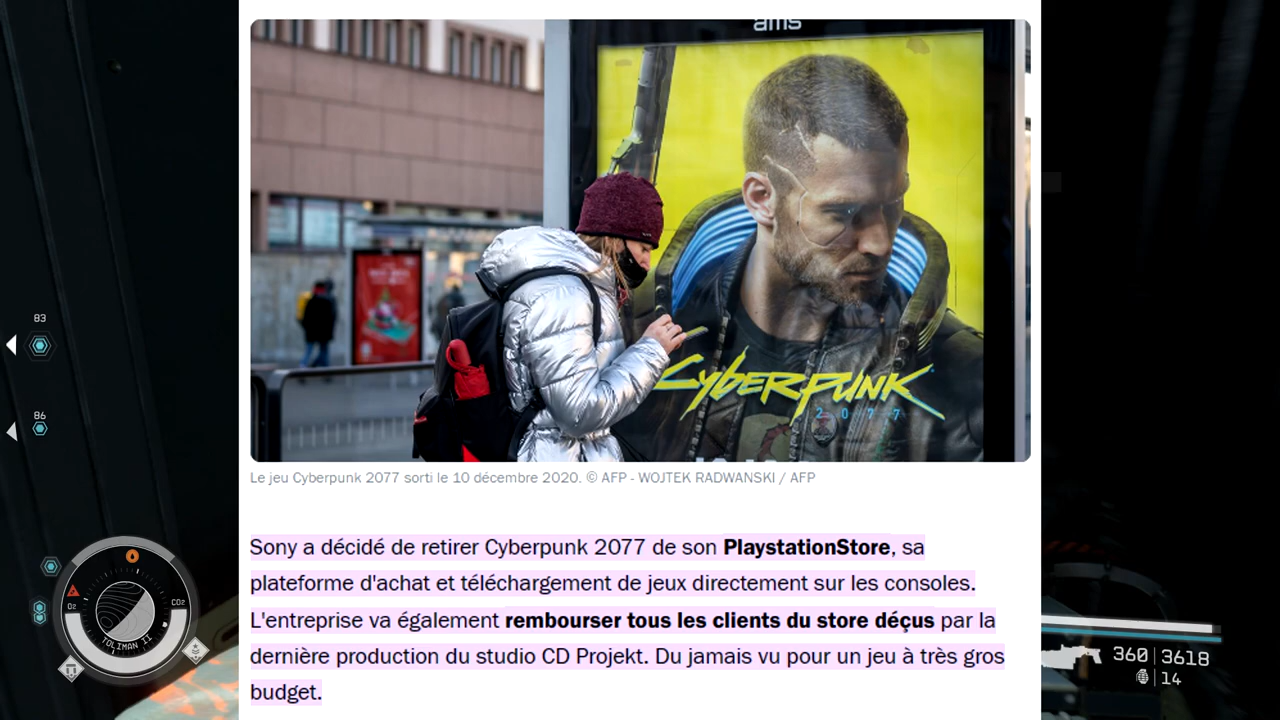 ams
CYBERPUNK
2077
Le jeu Cyberpunk 2077 sorti le 10 décembre 2020. © AFP - WOJTEK RADWANSKI / AFP
Sony a décidé de retirer Cyberpunk 2077 de son PlaystationStore, sa
plateforme d'achat et téléchargement de jeux directement sur les consoles.
L'entreprise va également rembourser tous les clients du store déçus par la
dernière production du studio CD Projekt. Du jamais vu pour un jeu à très gros
budget.
83
86
O2
CO2
TOLIMAN II
360 3618
14